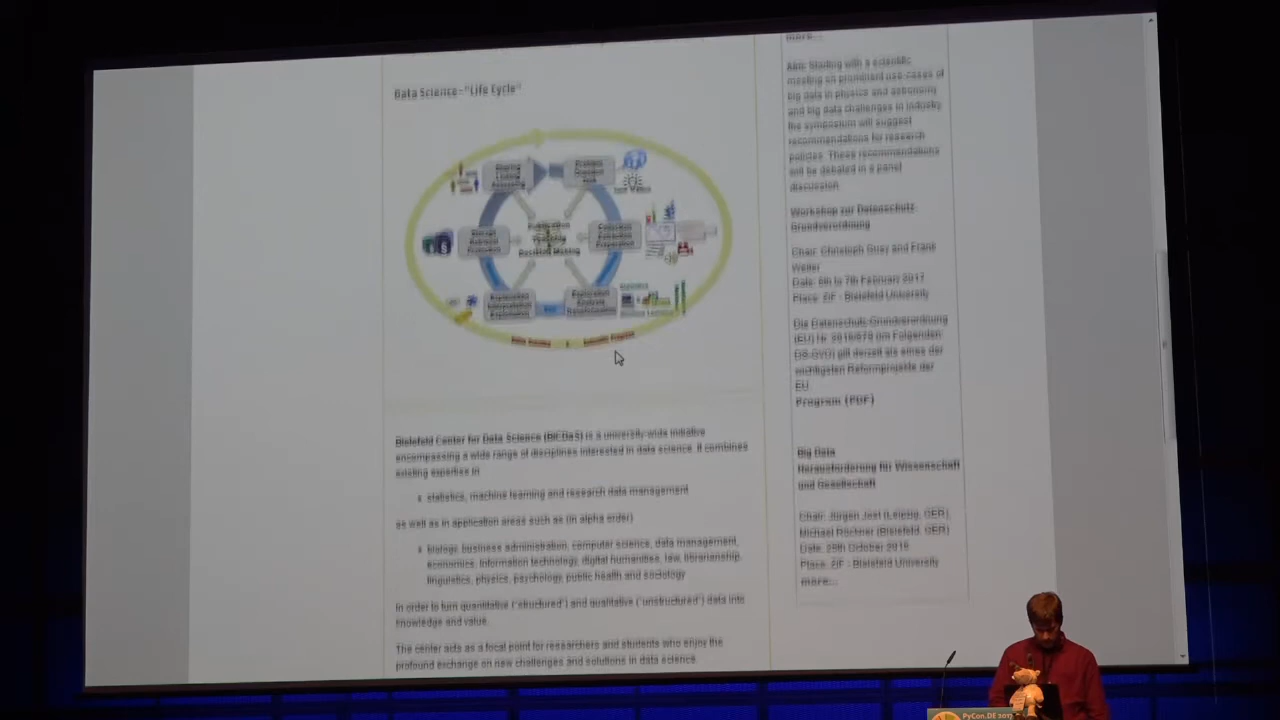 Data Science-"Life Cycle"
Bielefeld Center for Data Science (BiCDaS) is a university wide initiative
encompassing a wide range of disciplines interested in data science. It combines
existing expertise in
statistics, machine learning and research data management
as well as in application areas such (in alpha order)
biology, business administration, computer science, data management,
economics, information technology, digital humanities, law, librarianship,
linguistics, physics, psychology, public health and sociology
In order to turn quantitative ("structured") and qualitative ("unstructured") data into
knowledge and value.
The center acts as a focal point for researchers and students who enjoy the
profound exchange on new challenges and solutions in data science.
more...
Abs: Starting with a scientific
meeting on prominent use-cases of
big data in physics and astronomy
and big data challenges in industry
the symposium will suggest
recommendations for research
policies. These recommendations
will be debated in a panel
discussion.
Workshop zur Datenschutz
Grundverordnung
Chair: Christoph Gusy and Frank
Date: 6th to 7th February 2017
Place: ZiF - Bielefeld University
Die Datenschutz-Grundverordnung
(EU) Nr. 2016/679 (im Folgenden
DS-GVO) gilt derzeit als eines der
wichtigsten Reformprojekte der
EU.
Program (PDF)
Big Data
Herausforderung für Wissenschaft
und Gesellschaft
Chair: Jürgen Jost (Leipzig, GER),
Michael Röckner (Bielefeld, GER)
Date: 25th October 2016
Place: ZiF - Bielefeld University
more...
PyCon.DE 2017